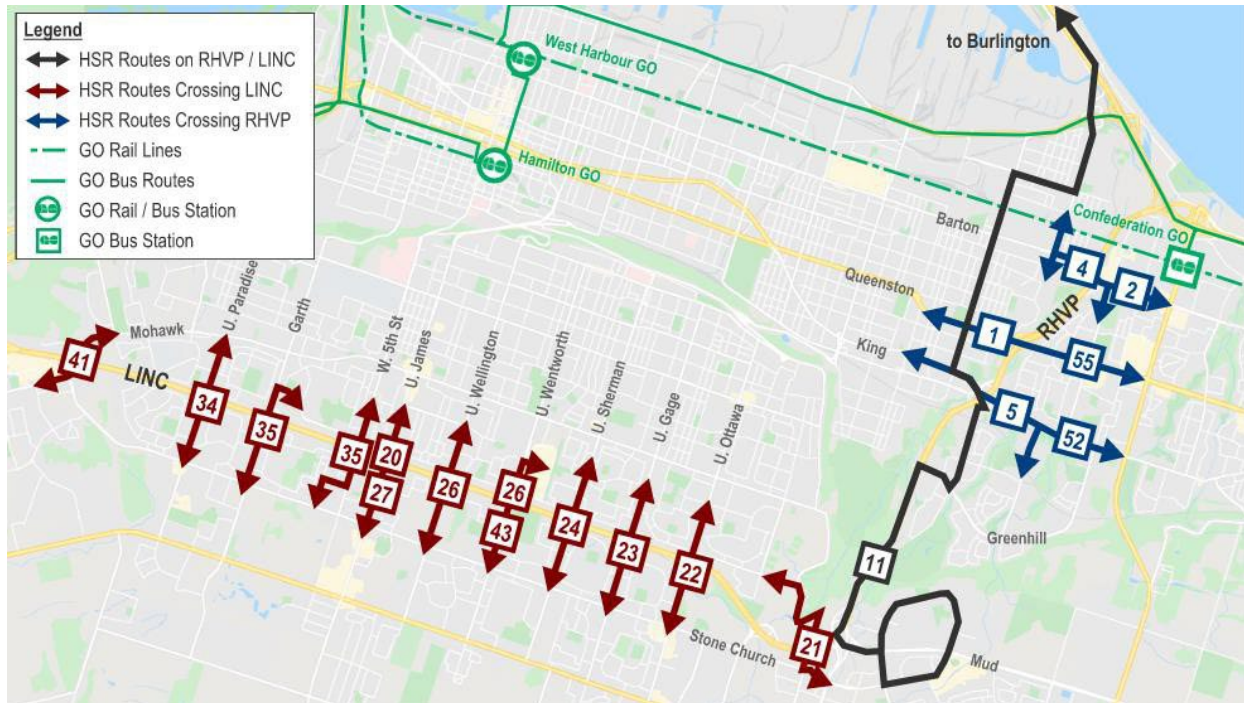 Legend
HSR Routes on RHVP / LINC
HSR Routes Crossing LINC
HSR Routes Crossing RHVP
GO Rail Lines
GO Bus Routes
GO Rail / Bus Station
GO Bus Station
to Burlington
West Harbour GO
Hamilton GO
Confederation GO
Barton
Queenston
King
RHVP
4
2
1
55
5
52
Greenhill
11
Mud
Stone Church
Mohawk
U. Paradise
Garth
W. 5th St
U. James
U. Wellington
U. Wentworth
U. Sherman
U. Gage
U. Ottawa
LINC
41
34
35
35
20
27
26
26
43
24
23
22
21